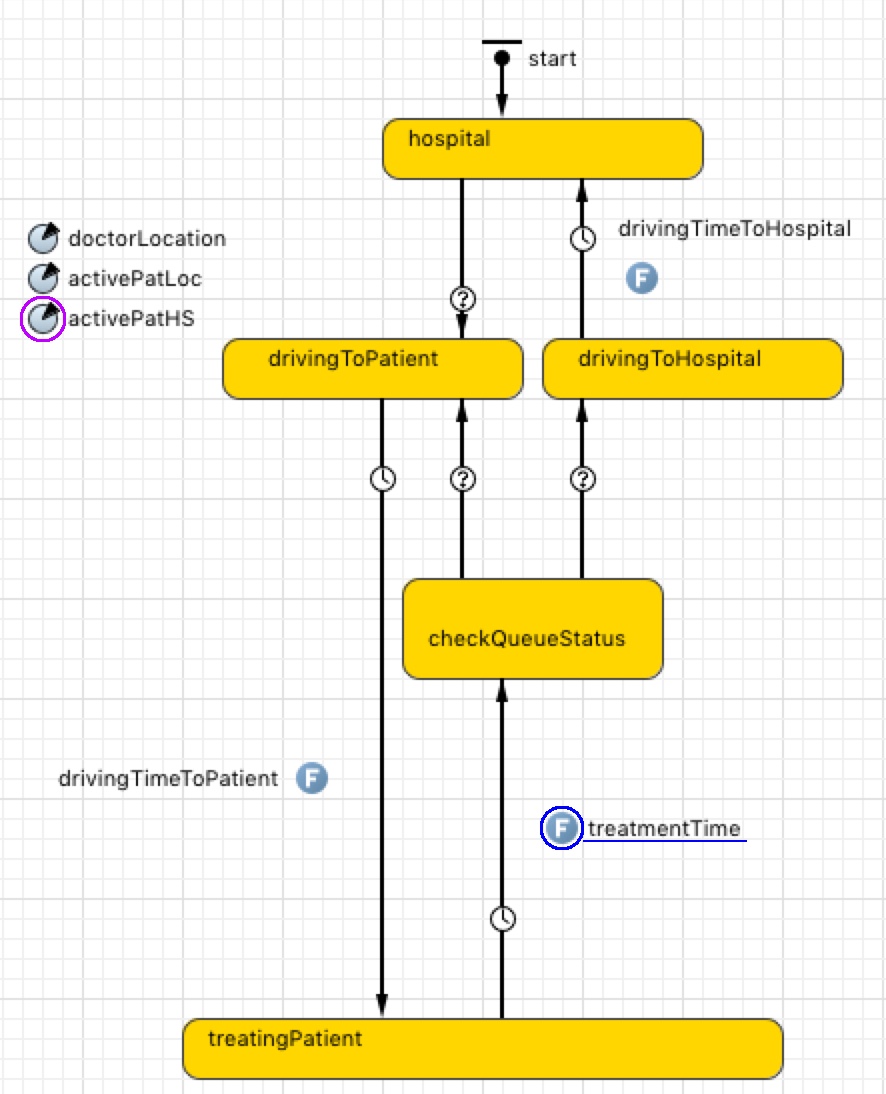 start
hospital
drivingTimeToHospital
doctorLocation
F
activePatLoc
activePatHS
?
drivingToPatient
drivingToHospital
? ?
checkQueueStatus
drivingTimeToPatient F
F treatmentTime
treatingPatient